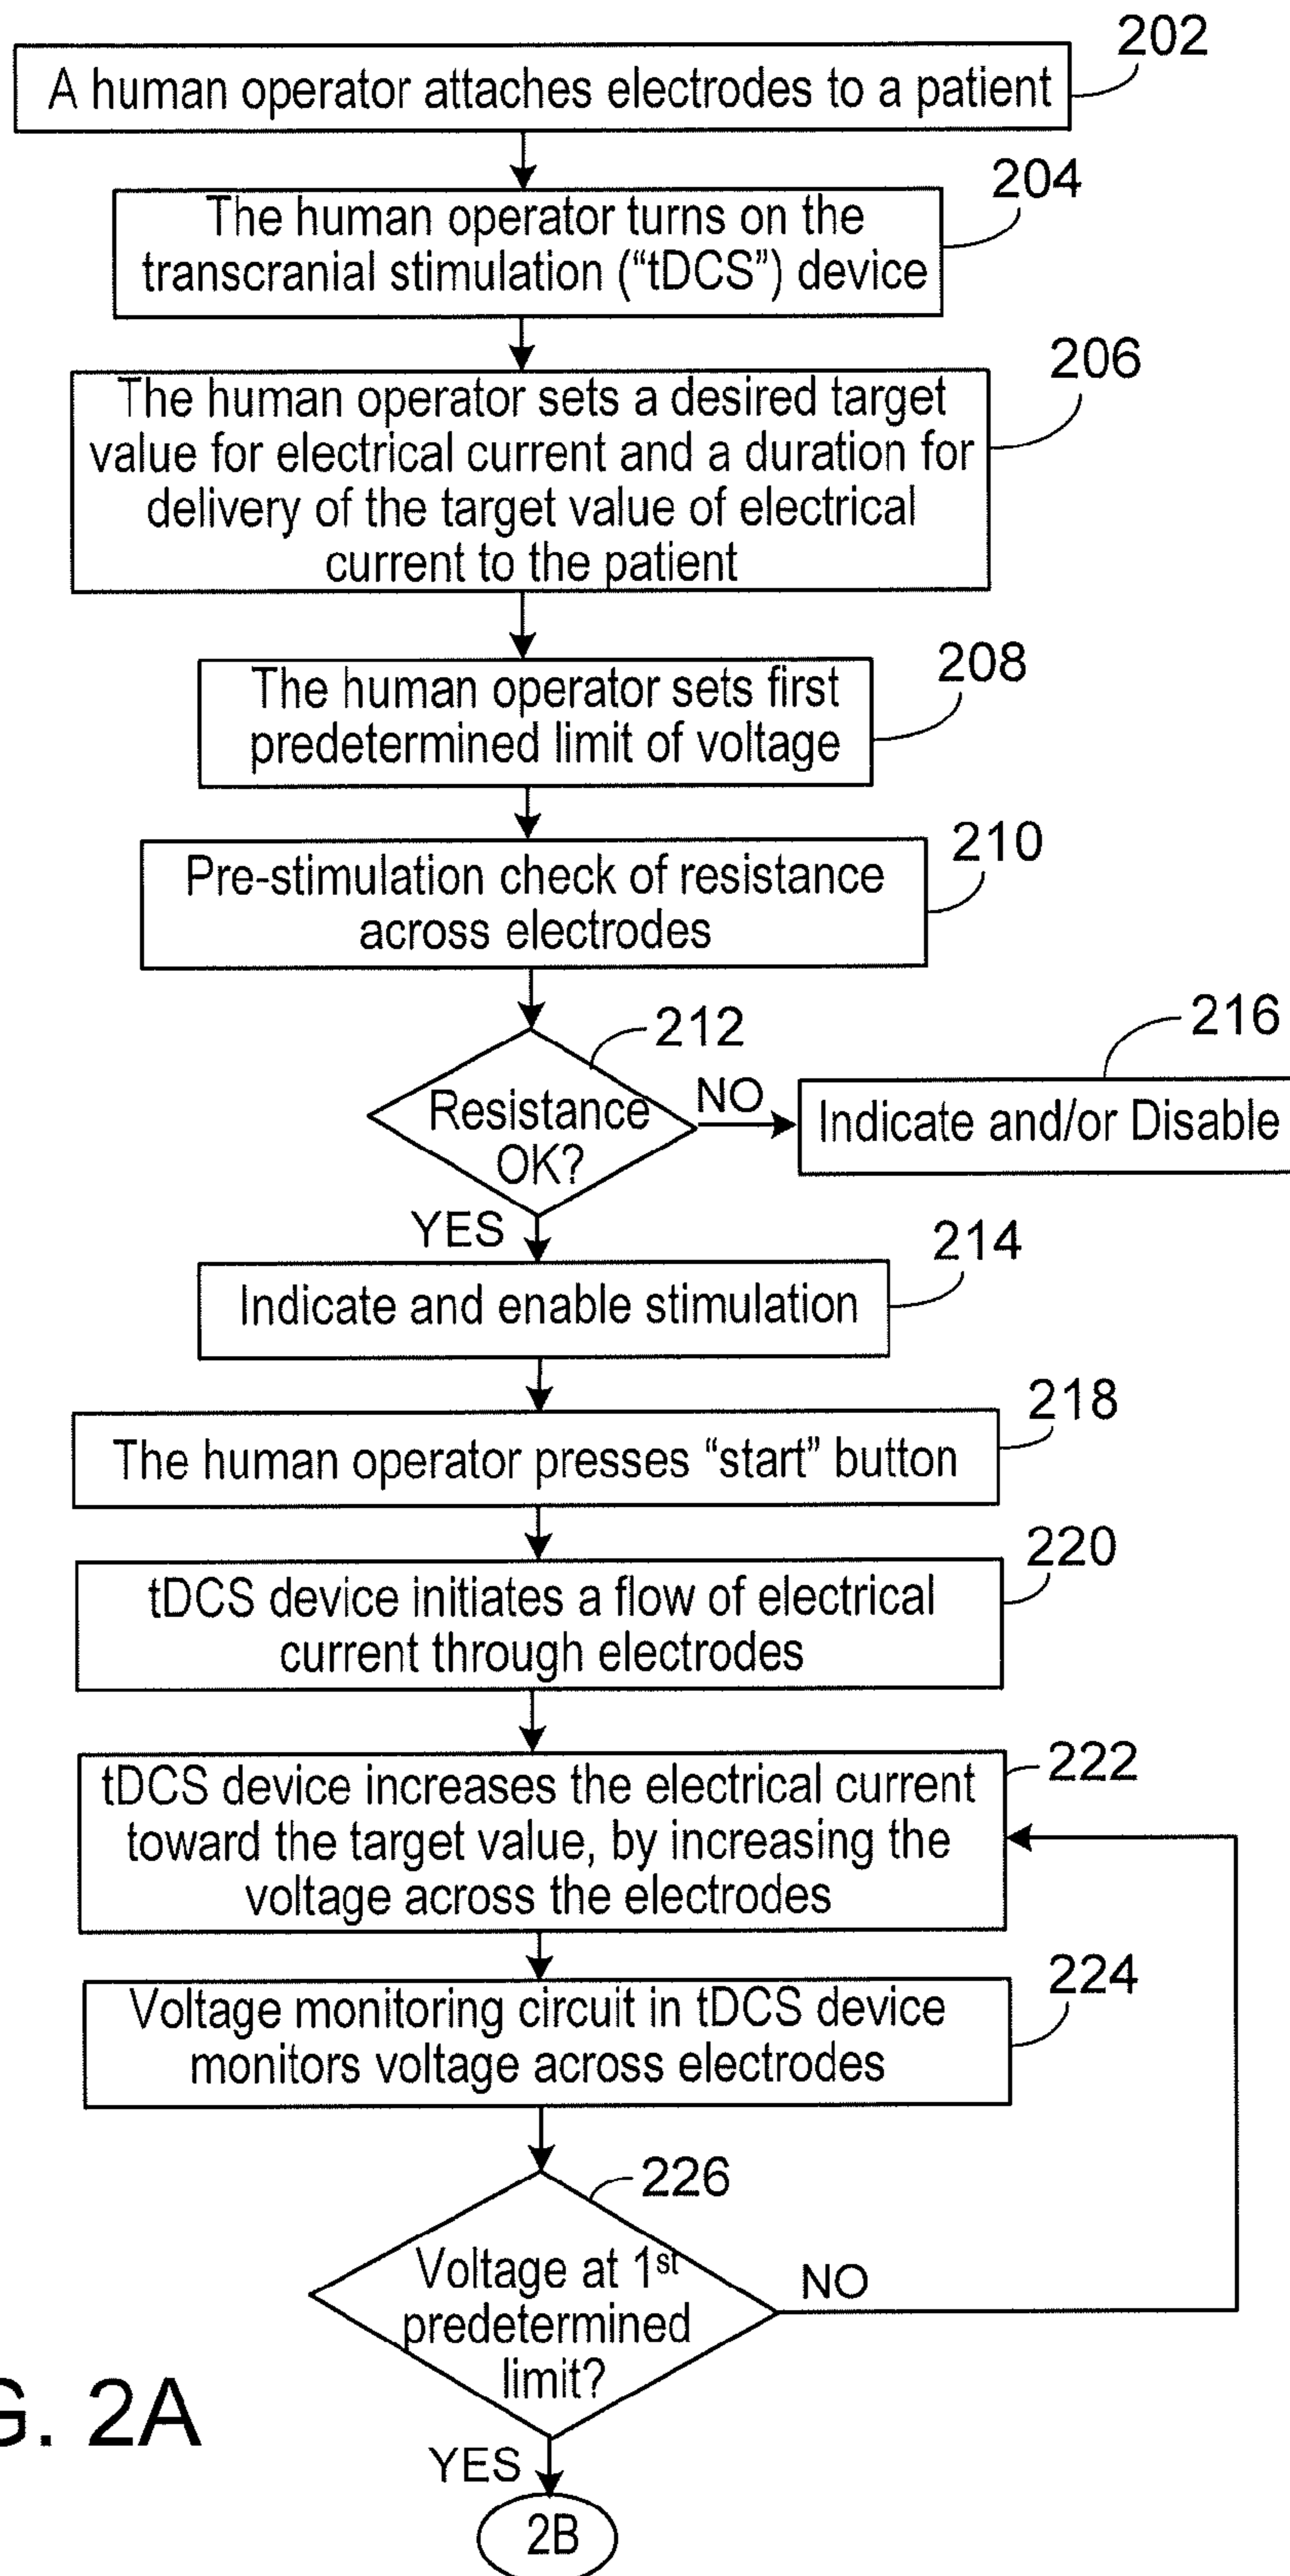 202
A human operator attaches electrodes to a patient
204
The human operator turns on the
transcranial stimulation (“tDCS”) device
206
The human operator sets a desired target
value for electrical current and a duration for
delivery of the target value of electrical
current to the patient
208
The human operator sets first
predetermined limit of voltage
210
Pre-stimulation check of resistance
across electrodes
212
216
Resistance
OK?
NO
Indicate and/or Disable
YES
214
Indicate and enable stimulation
218
The human operator presses “start” button
220
tDCS device initiates a flow of electrical
current through electrodes
222
tDCS device increases the electrical current
toward the target value, by increasing the
voltage across the electrodes
224
Voltage monitoring circuit in tDCS device
monitors voltage across electrodes
226
Voltage at 1st
predetermined
limit?
NO
G. 2A
YES
2B